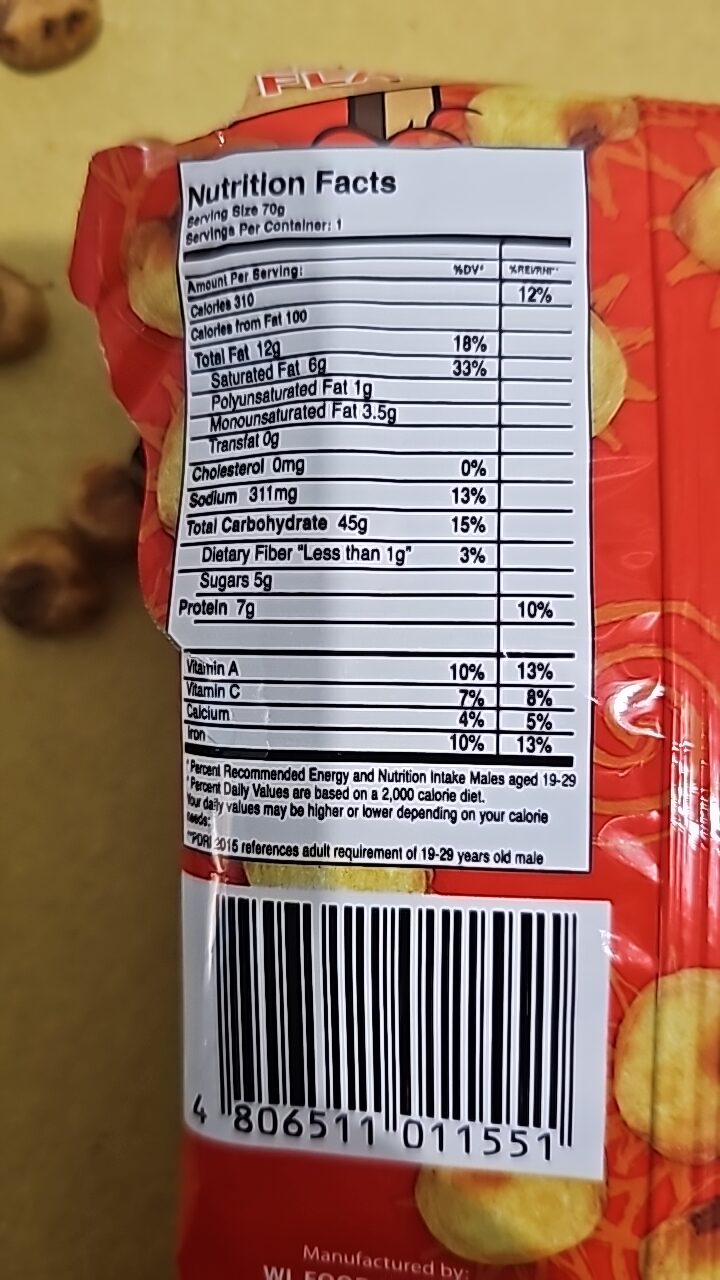 Nutrition Facts
Serving Size 70g
Servings Per Container: 1
Amount Per Serving: %DV* %REI/RNI**
Calories 310 12%
Calories from Fat 100
Total Fat 12g 18%
Saturated Fat 6g 33%
Polyunsaturated Fat 1g
Monounsaturated Fat 3.5g
Transfat 0g
Cholesterol 0mg 0%
Sodium 311mg 13%
Total Carbohydrate 45g 15%
Dietary Fiber "Less than 1g" 3%
Sugars 5g
Protein 7g 10%
Vitamin A 10% 13%
Vitamin C 7% 8%
Calcium 4% 5%
Iron 10% 13%
*Percent Recommended Energy and Nutrition Intake Males aged 19-29
*Percent Daily Values are based on a 2,000 calorie diet.
Your daily values may be higher or lower depending on your calorie
needs:
**PDRI 2015 references adult requirement of 19-29 years old male
4 806511 011551
Manufactured by: